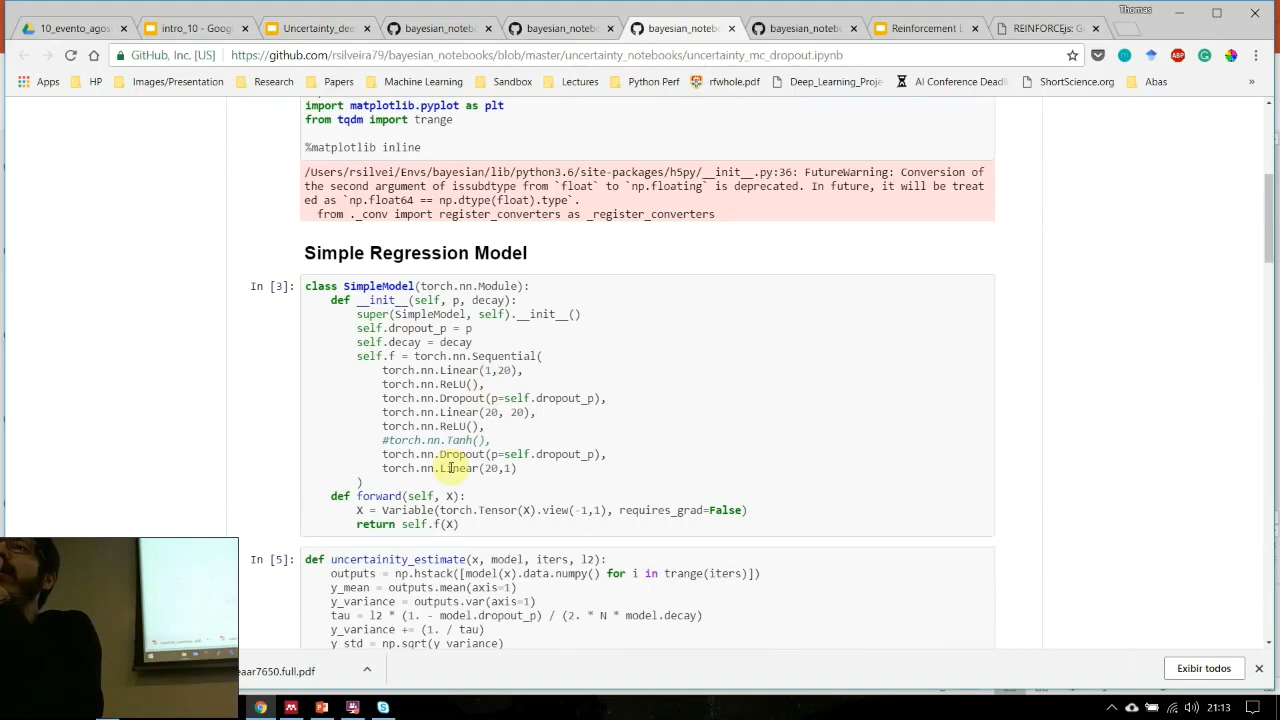 Thomas
10_evento_agos
intro_10 - Goog
Uncertainty_dee
bayesian_noteb
bayesian_noteb
bayesian_noteb
bayesian_noteb
Reinforcement L
REINFORCEjs: G
GitHub, Inc. [US]
https://github.com/rsilveira79/bayesian_notebooks/blob/master/uncertainty_notebooks/uncertainty_mc_dropout.ipynb
Apps
HP
Images/Presentation
Research
Papers
Machine Learning
Sandbox
Lectures
Python Perf
rlwhole.pdf
Deep_Learning_Proje
AI Conference Deadli
ShortScience.org
Abas
»
import matplotlib.pyplot as plt
from tqdm import trange
%matplotlib inline
/Users/rsilvei/Envs/bayesian/lib/python3.6/site-packages/h5py/__init__.py:36: FutureWarning: Conversion of
the second argument of issubdtype from `float` to `np.floating` is deprecated. In future, it will be treat
ed as `np.float64 == np.dtype(float).type`.
from ._conv import register_converters as _register_converters
Simple Regression Model
In [3]:
class SimpleModel(torch.nn.Module):
def __init__(self, p, decay):
super(SimpleModel, self).__init__()
self.dropout_p = p
self.decay = decay
self.f = torch.nn.Sequential(
torch.nn.Linear(1,20),
torch.nn.ReLU(),
torch.nn.Dropout(p=self.dropout_p),
torch.nn.Linear(20, 20),
torch.nn.ReLU(),
#torch.nn.Tanh(),
torch.nn.Dropout(p=self.dropout_p),
torch.nn.Linear(20,1)
)
def forward(self, X):
X = Variable(torch.Tensor(X).view(-1,1), requires_grad=False)
return self.f(X)
In [5]:
def uncertainity_estimate(x, model, iters, l2):
outputs = np.hstack([model(x).data.numpy() for i in trange(iters)])
y_mean = outputs.mean(axis=1)
y_variance = outputs.var(axis=1)
tau = l2 * (1. - model.dropout_p) / (2. * N * model.decay)
y_variance += (1. / tau)
y_std = np.sqrt(y_variance)
eaar7650.full.pdf
Exibir todos
21:13